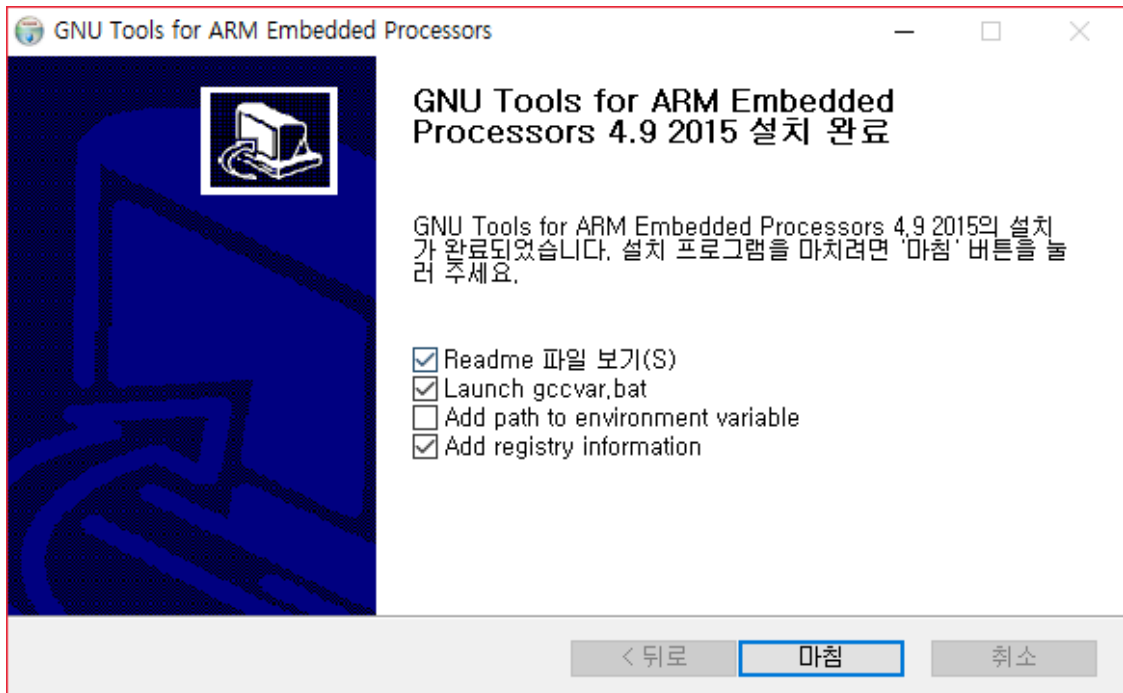 GNU Tools for ARM Embedded Processors
GNU Tools for ARM Embedded
Processors 4.9 2015 설치 완료
GNU Tools for ARM Embedded Processors 4.9 2015의 설치
가 완료되었습니다. 설치 프로그램을 마치려면 '마침' 버튼을 눌
러 주세요.
Readme 파일 보기(S)
Launch gccvar.bat
Add path to environment variable
Add registry information
< 뒤로
마침
취소